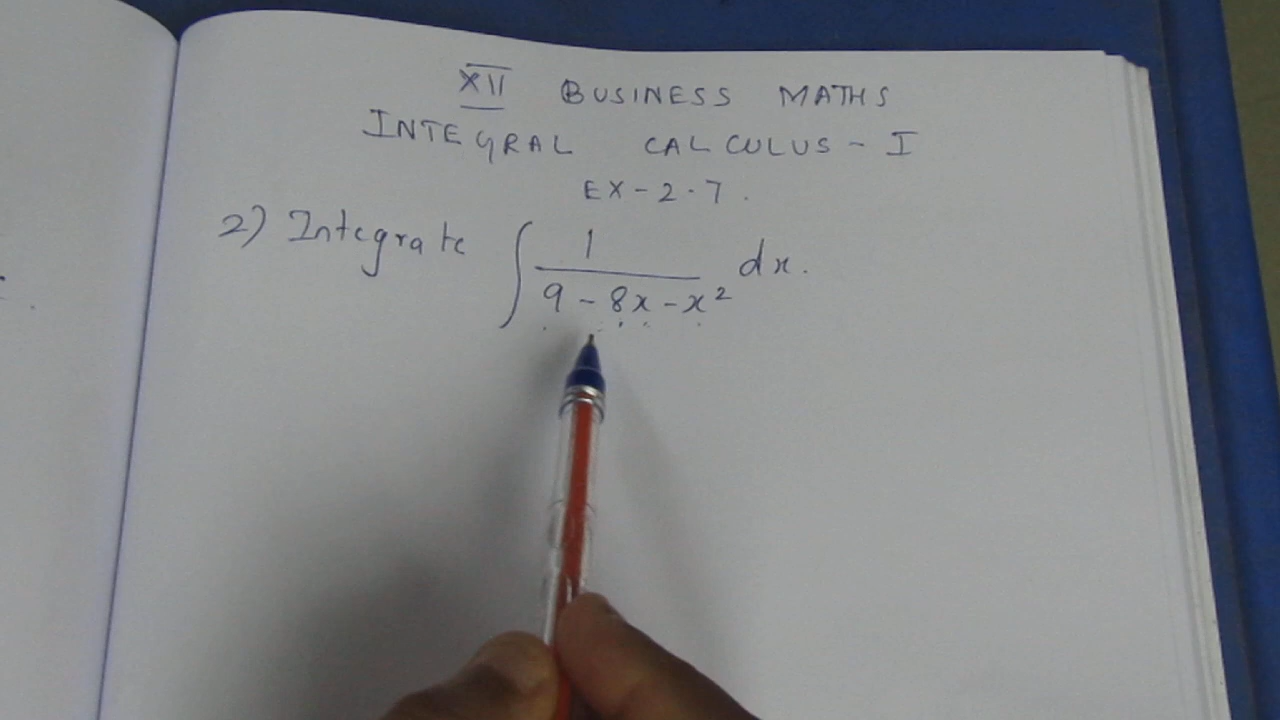 XII BUSINESS MATHS
INTEGRAL CALCULUS - I
EX - 2.7.
2) Integrate ∫ 1 / (9 - 8x - x²) dx.